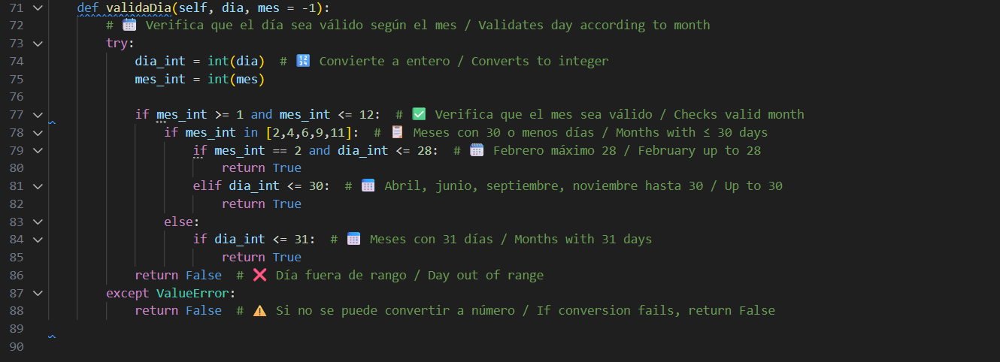 71 def validaDia(self, dia, mes = -1):
72 # 🗓️ Verifica que el día sea válido según el mes / Validates day according to month
73 try:
74 dia_int = int(dia)  # 🔢 Convierte a entero / Converts to integer
75 mes_int = int(mes)
76
77 if mes_int >= 1 and mes_int <= 12:  # ✅ Verifica que el mes sea válido / Checks valid month
78 if mes_int in [2,4,6,9,11]:  # 📋 Meses con 30 o menos días / Months with ≤ 30 days
79 if mes_int == 2 and dia_int <= 28:  # 🗓️ Febrero máximo 28 / February up to 28
80 return True
81 elif dia_int <= 30:  # 📅 Abril, junio, septiembre, noviembre hasta 30 / Up to 30
82 return True
83 else:
84 if dia_int <= 31:  # 📅 Meses con 31 días / Months with 31 days
85 return True
86 return False  # ❌ Día fuera de rango / Day out of range
87 except ValueError:
88 return False  # ⚠️ Si no se puede convertir a número / If conversion fails, return False
89
90